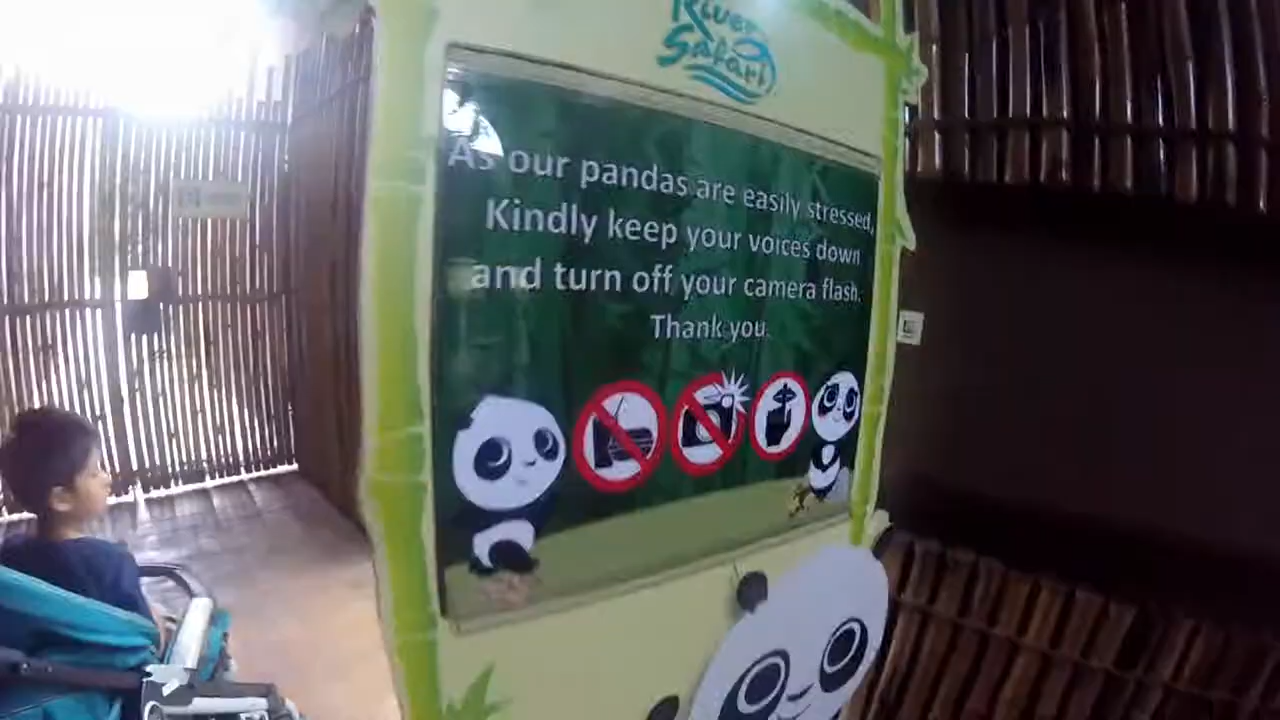 River
Safari
As our pandas are easily stressed,
Kindly keep your voices down
and turn off your camera flash.
Thank you.